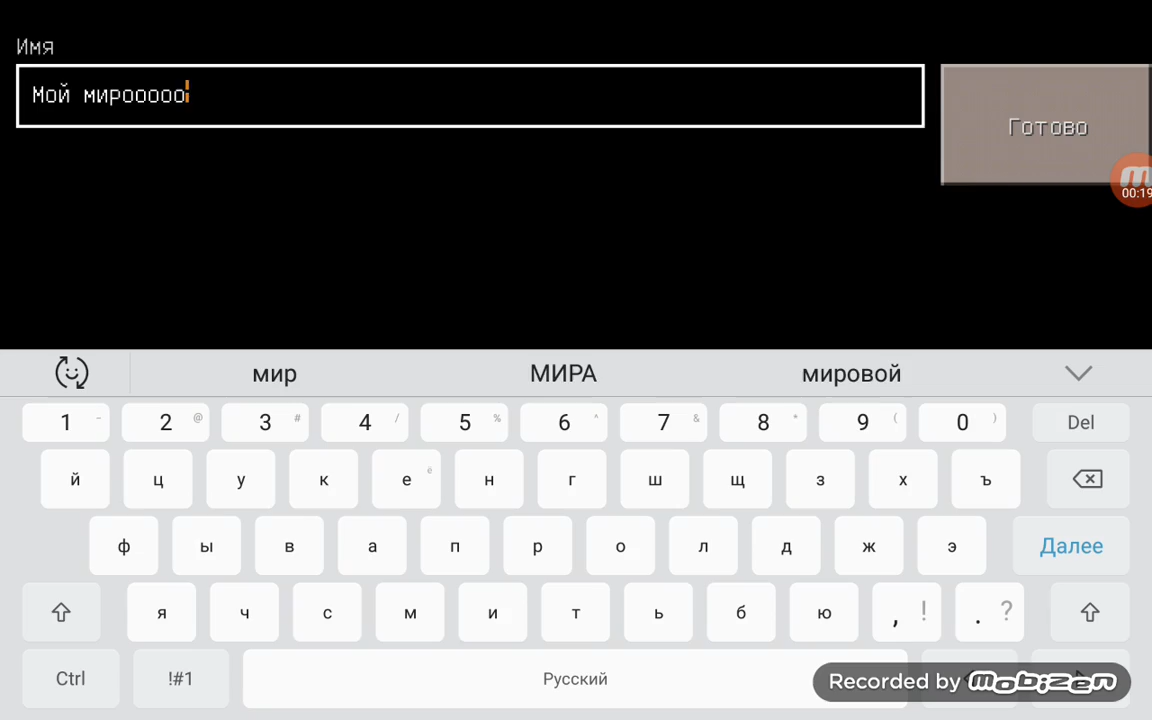 Имя
Мой мирооооо
Готово
00:19
мир МИРА мировой
1 - 2 @ 3 # 4 / 5 % 6 ^ 7 & 8 * 9 ( 0 ) Del
й ц у к е ё н г ш щ з х ъ
ф ы в а п р о л д ж э Далее
я ч с м и т ь б ю , ! . ?
Ctrl !#1 Русский
Recorded by mobizen